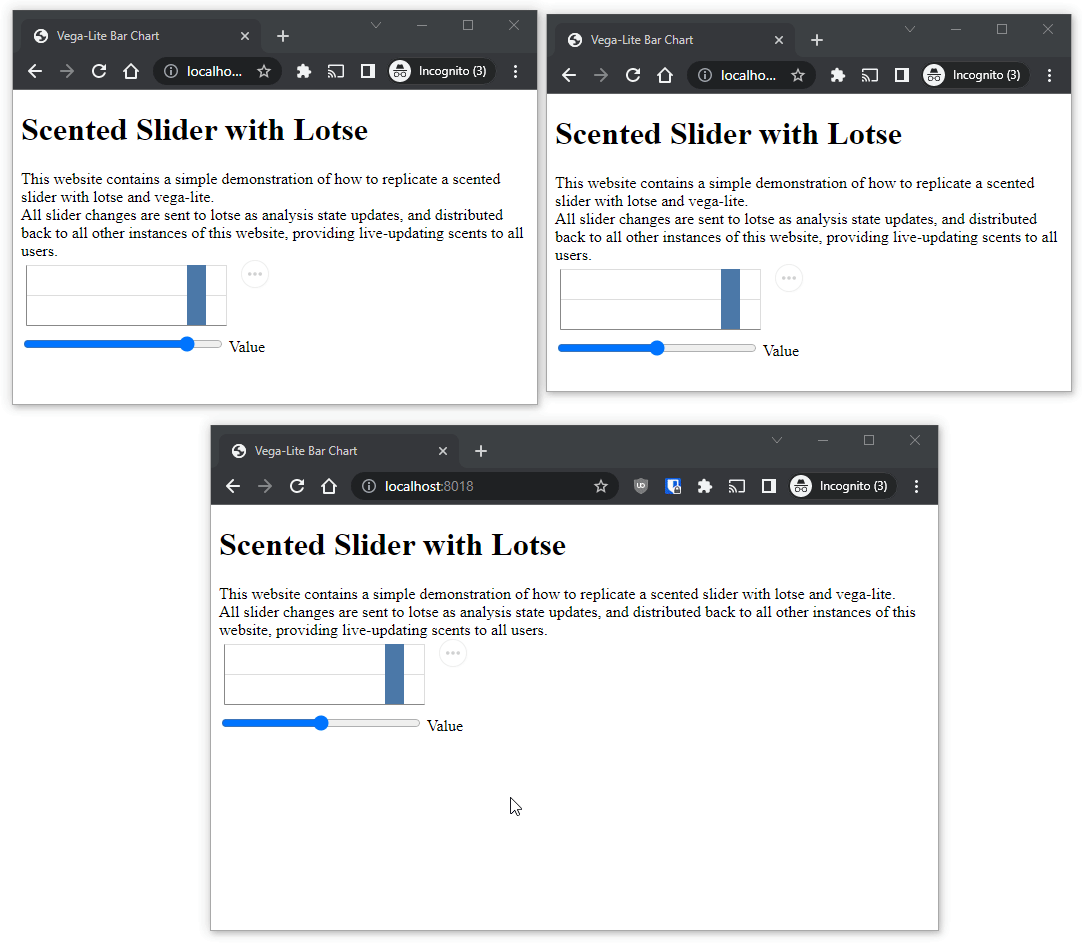 Vega-Lite Bar Chart
localho...
Incognito (3)
Scented Slider with Lotse
This website contains a simple demonstration of how to replicate a scented
slider with lotse and vega-lite.
All slider changes are sent to lotse as analysis state updates, and distributed
back to all other instances of this website, providing live-updating scents to all
users.
Value
Vega-Lite Bar Chart
localho...
Incognito (3)
Scented Slider with Lotse
This website contains a simple demonstration of how to replicate a scented
slider with lotse and vega-lite.
All slider changes are sent to lotse as analysis state updates, and distributed
back to all other instances of this website, providing live-updating scents to all
users.
Value
Vega-Lite Bar Chart
localhost:8018
Incognito (3)
Scented Slider with Lotse
This website contains a simple demonstration of how to replicate a scented slider with lotse and vega-lite.
All slider changes are sent to lotse as analysis state updates, and distributed back to all other instances of this
website, providing live-updating scents to all users.
Value